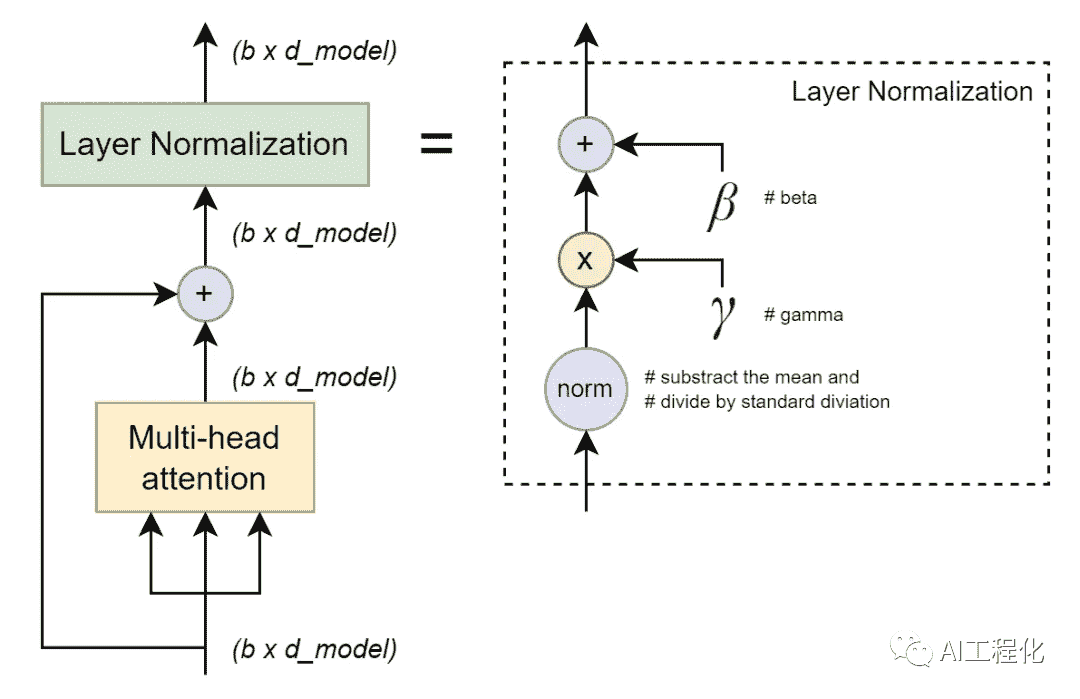 (b x d_model)
Layer Normalization
(b x d_model)
+
(b x d_model)
Multi-head
attention
(b x d_model)
=
Layer Normalization
+
β # beta
x
γ # gamma
norm
# substract the mean and
# divide by standard diviation
AI工程化